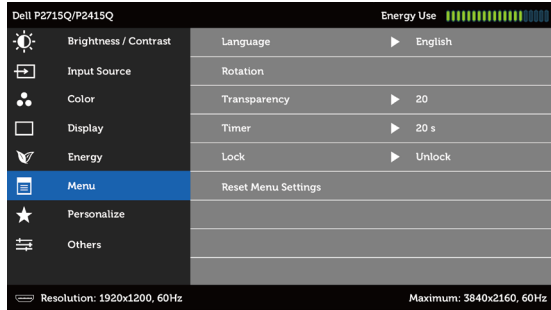 Dell P2715Q/P2415Q Energy Use
Brightness / Contrast Language English
Input Source Rotation
Color Transparency 20
Display Timer 20 s
Energy Lock Unlock
Menu Reset Menu Settings
Personalize
Others
Resolution: 1920x1200, 60Hz Maximum: 3840x2160, 60Hz